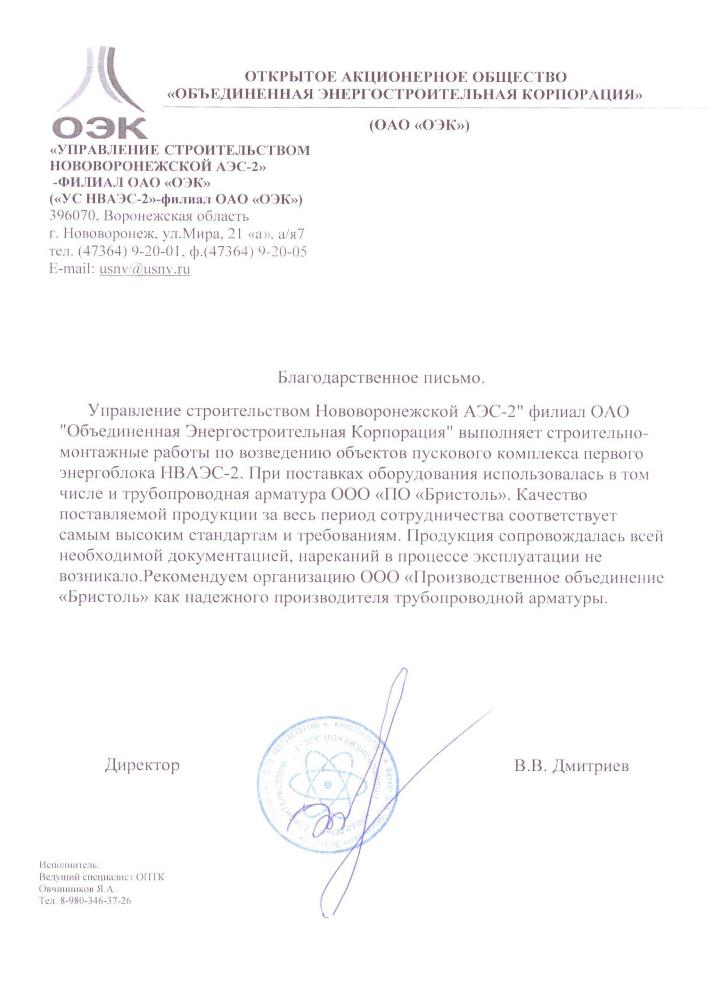 ОЭК
ОТКРЫТОЕ АКЦИОНЕРНОЕ ОБЩЕСТВО
«ОБЪЕДИНЕННАЯ ЭНЕРГОСТРОИТЕЛЬНАЯ КОРПОРАЦИЯ»
(ОАО «ОЭК»)
«УПРАВЛЕНИЕ СТРОИТЕЛЬСТВОМ
НОВОВОРОНЕЖСКОЙ АЭС-2»
-ФИЛИАЛ ОАО «ОЭК»
(«УС НВАЭС-2»-филиал ОАО «ОЭК»)
396070, Воронежская область
г. Нововоронеж, ул.Мира, 21 «а», а/я7
тел. (47364) 9-20-01, ф.(47364) 9-20-05
E-mail: usnv@usnv.ru
Благодарственное письмо.
Управление строительством Нововоронежской АЭС-2" филиал ОАО
"Объединенная Энергостроительная Корпорация" выполняет строительно-
монтажные работы по возведению объектов пускового комплекса первого
энергоблока НВАЭС-2. При поставках оборудования использовалась в том
числе и трубопроводная арматура ООО «ПО «Бристоль». Качество
поставляемой продукции за весь период сотрудничества соответствует
самым высоким стандартам и требованиям. Продукция сопровождалась всей
необходимой документацией, нареканий в процессе эксплуатации не
возникало.Рекомендуем организацию ООО «Производственное объединение
«Бристоль» как надежного производителя трубопроводной арматуры.
Директор
В.В. Дмитриев
Исполнитель:
Ведущий специалист ОПТК
Овчинников Я.А.
Тел. 8-980-346-37-26